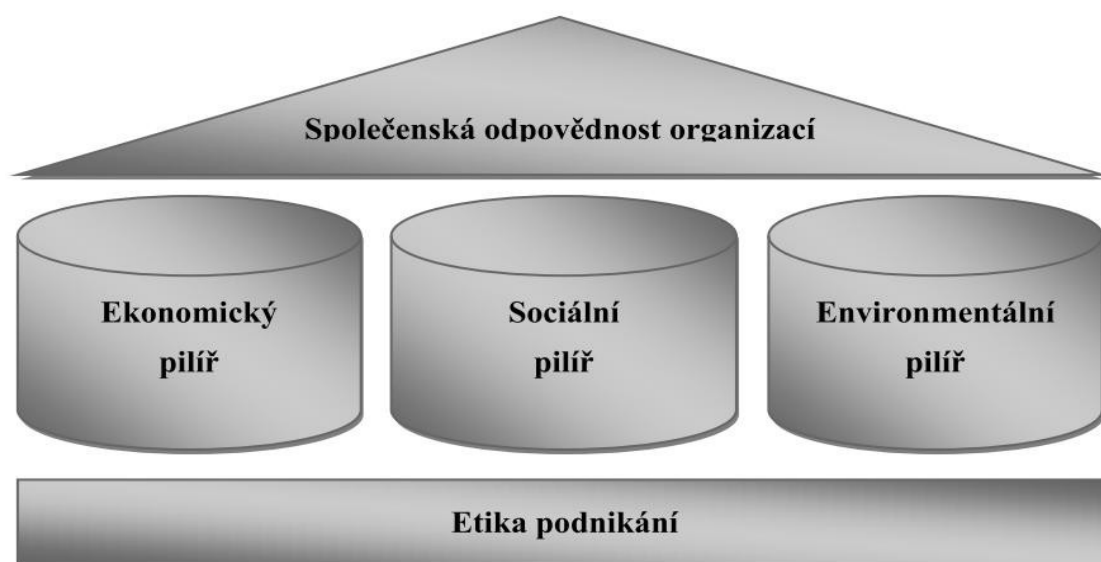 Společenská odpovědnost organizací
Ekonomický
pilíř
Sociální
pilíř
Environmentální
pilíř
Etika podnikání